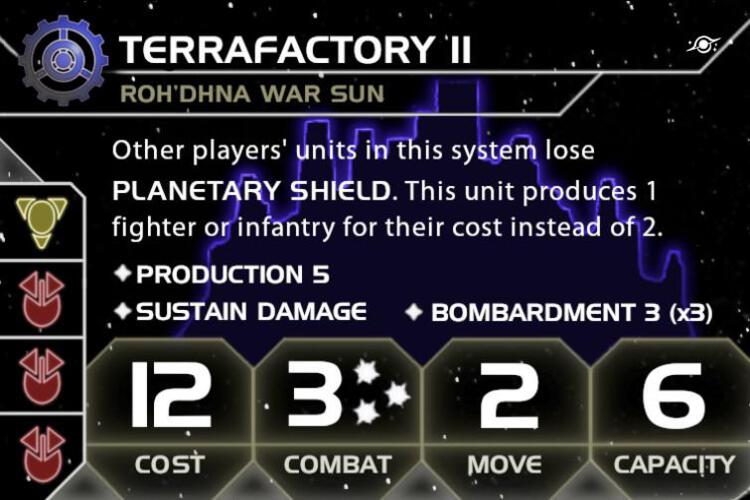 TERRAFACTORY II
ROH'DHNA WAR SUN
Other players' units in this system lose
PLANETARY SHIELD. This unit produces 1
fighter or infantry for their cost instead of 2.
PRODUCTION 5
SUSTAIN DAMAGE BOMBARDMENT 3 (x3)
12 3 2 6
COST COMBAT MOVE CAPACITY